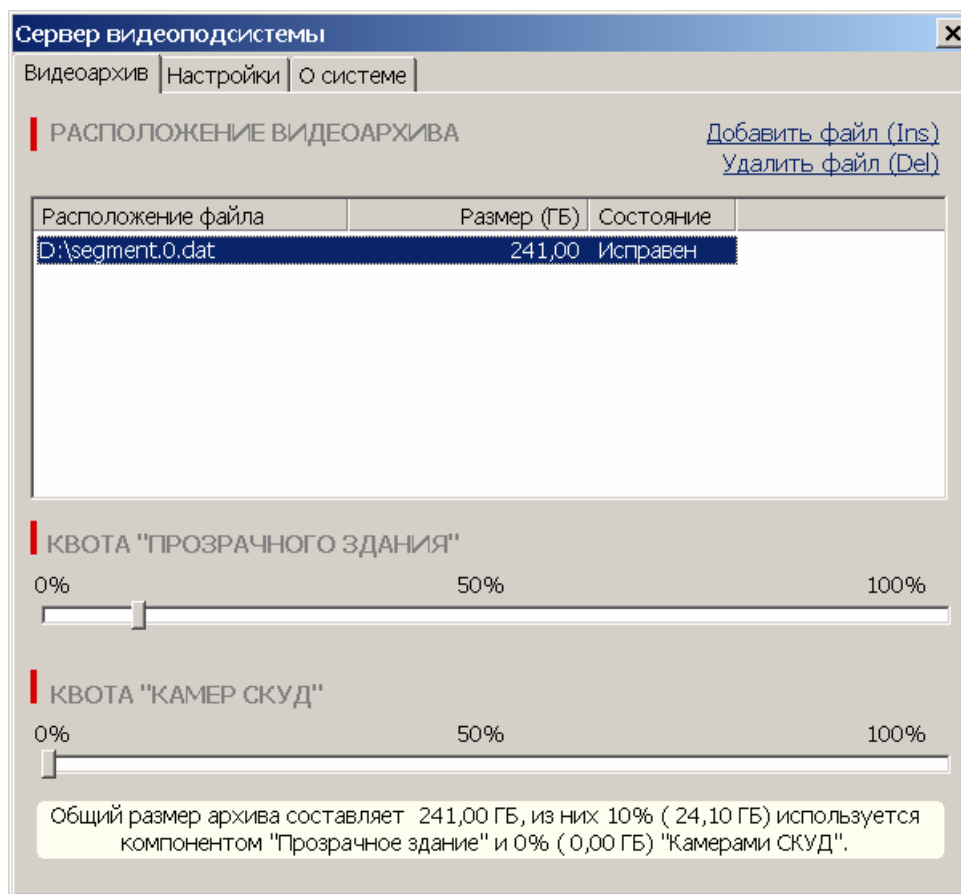 Сервер видеоподсистемы
Видеоархив Настройки О системе
РАСПОЛОЖЕНИЕ ВИДЕОАРХИВА
Добавить файл (Ins)
Удалить файл (Del)
Расположение файла Размер (ГБ) Состояние
D:\segment.0.dat 241,00 Исправен
КВОТА "ПРОЗРАЧНОГО ЗДАНИЯ"
0% 50% 100%
КВОТА "КАМЕР СКУД"
0% 50% 100%
Общий размер архива составляет 241,00 ГБ, из них 10% ( 24,10 ГБ) используется
компонентом "Прозрачное здание" и 0% ( 0,00 ГБ) "Камерами СКУД".